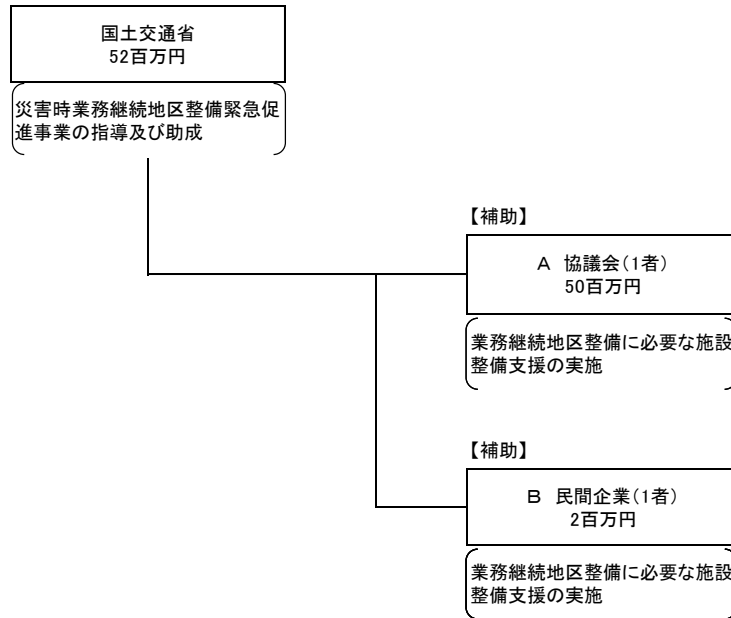 国土交通省
52百万円
災害時業務継続地区整備緊急促
進事業の指導及び助成
【補助】
A 協議会(1者)
50百万円
業務継続地区整備に必要な施設
整備支援の実施
【補助】
B 民間企業(1者)
2百万円
業務継続地区整備に必要な施設
整備支援の実施